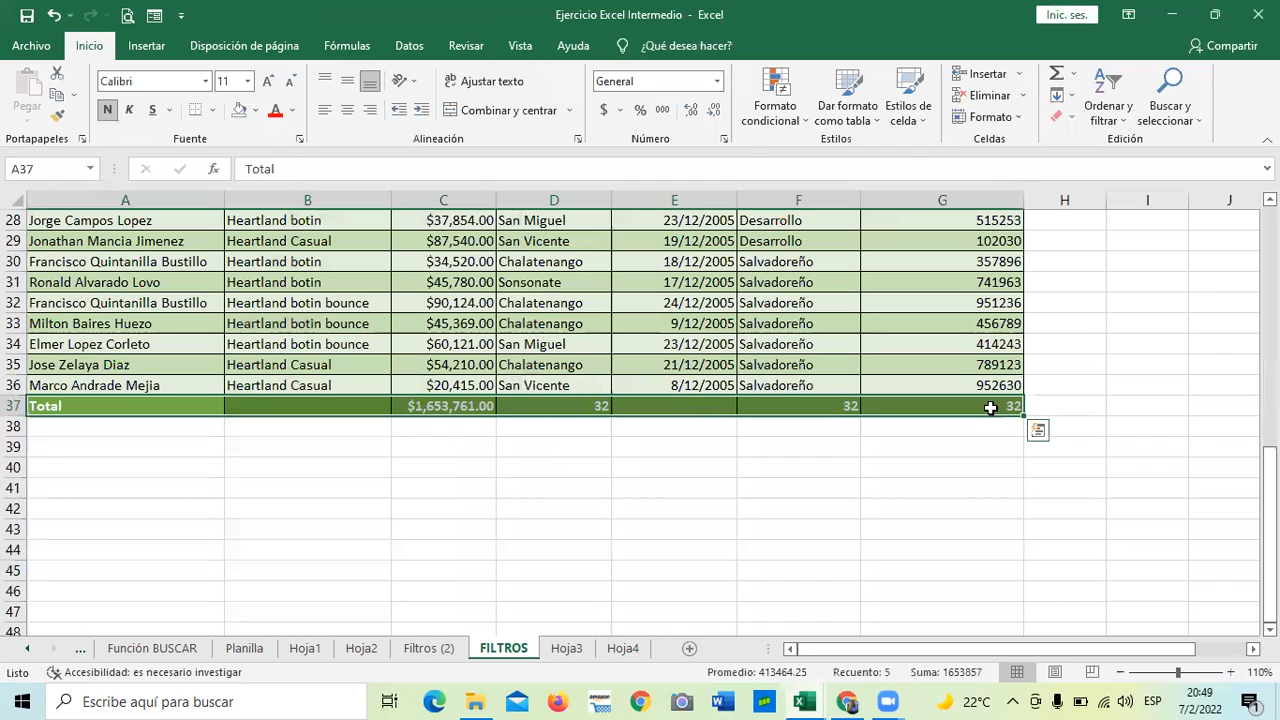 Ejercicio Excel Intermedio - Excel
Inic. ses.
Archivo Inicio Insertar Disposición de página Fórmulas Datos Revisar Vista Ayuda ¿Qué desea hacer? Compartir
Pegar
Calibri 11
N K S
Ajustar texto
Combinar y centrar
General
$ % 000
Formato condicional
Dar formato como tabla
Estilos de celda
Insertar
Eliminar
Formato
Ordenar y filtrar
Buscar y seleccionar
Portapapeles Fuente Alineación Número Estilos Celdas Edición
A37 fx Total
A B C D E F G H I J
28 Jorge Campos Lopez Heartland botin $37,854.00 San Miguel 23/12/2005 Desarrollo 515253
29 Jonathan Mancia Jimenez Heartland Casual $87,540.00 San Vicente 19/12/2005 Desarrollo 102030
30 Francisco Quintanilla Bustillo Heartland botin $34,520.00 Chalatenango 18/12/2005 Salvadoreño 357896
31 Ronald Alvarado Lovo Heartland botin $45,780.00 Sonsonate 17/12/2005 Salvadoreño 741963
32 Francisco Quintanilla Bustillo Heartland botin bounce $90,124.00 Chalatenango 24/12/2005 Salvadoreño 951236
33 Milton Baires Huezo Heartland botin bounce $45,369.00 Chalatenango 9/12/2005 Salvadoreño 456789
34 Elmer Lopez Corleto Heartland botin bounce $60,121.00 San Miguel 23/12/2005 Salvadoreño 414243
35 Jose Zelaya Diaz Heartland Casual $54,210.00 Chalatenango 21/12/2005 Salvadoreño 789123
36 Marco Andrade Mejia Heartland Casual $20,415.00 San Vicente 8/12/2005 Salvadoreño 952630
37 Total $1,653,761.00 32 32 32
38
39
40
41
42
43
44
45
46
47
48
... Función BUSCAR Planilla Hoja1 Hoja2 Filtros (2) FILTROS Hoja3 Hoja4
Listo Accesibilidad: es necesario investigar Promedio: 413464.25 Recuento: 5 Suma: 1653857 110%
Escribe aquí para buscar 22°C ESP 20:49
7/2/2022